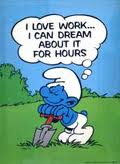 I LOVE WORK...
I CAN DREAM
ABOUT IT
FOR HOURS